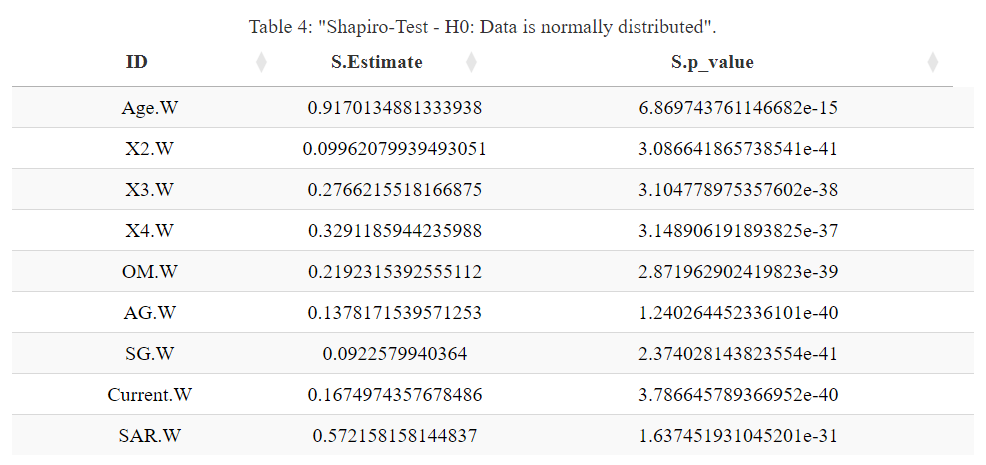 Table 4: "Shapiro-Test - H0: Data is normally distributed".
ID S.Estimate S.p_value
Age.W 0.9170134881333938 6.869743761146682e-15
X2.W 0.09962079939493051 3.086641865738541e-41
X3.W 0.2766215518166875 3.104778975357602e-38
X4.W 0.3291185944235988 3.148906191893825e-37
OM.W 0.2192315392555112 2.871962902419823e-39
AG.W 0.1378171539571253 1.240264452336101e-40
SG.W 0.0922579940364 2.374028143823554e-41
Current.W 0.1674974357678486 3.786645789366952e-40
SAR.W 0.572158158144837 1.637451931045201e-31